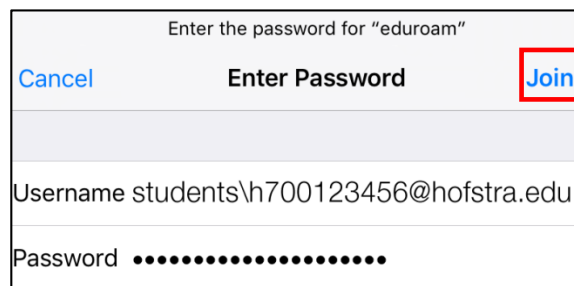 Enter the password for “eduroam”
Cancel Enter Password Join
Username students\h700123456@hofstra.edu
Password ●●●●●●●●●●●●●●●●●●●●●